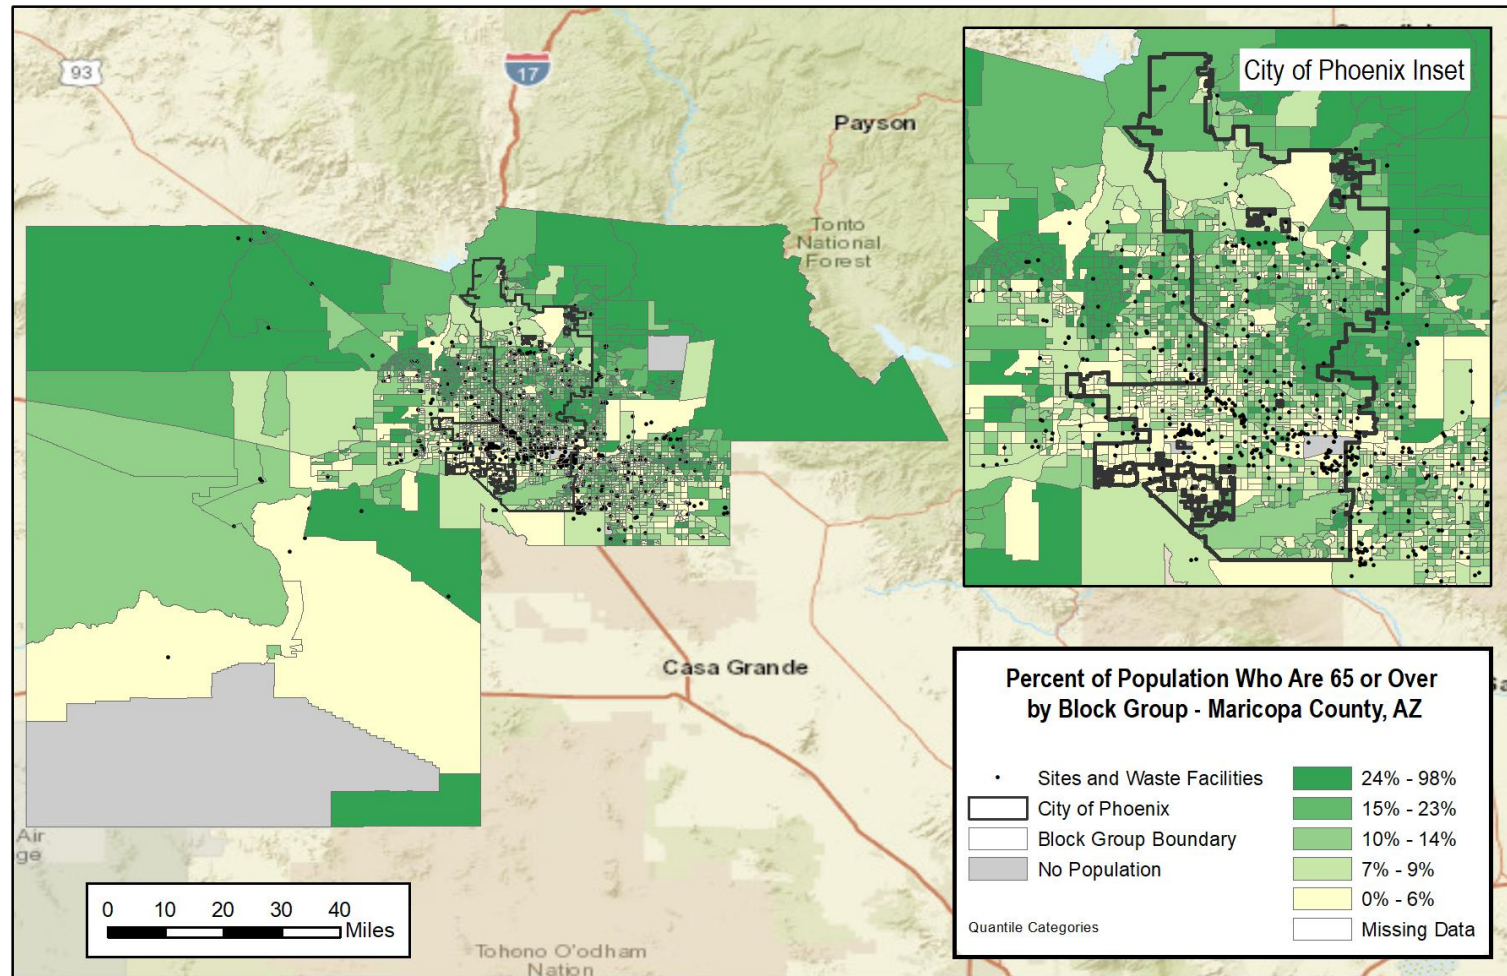 93
17
Payson
Tonto
National
Forest
City of Phoenix Inset
Casa Grande
Air
ge
Tohono O'odham
Nation
0 10 20 30 40
Miles
Percent of Population Who Are 65 or Over
by Block Group - Maricopa County, AZ
Sites and Waste Facilities
City of Phoenix
Block Group Boundary
No Population
Quantile Categories
24% - 98%
15% - 23%
10% - 14%
7% - 9%
0% - 6%
Missing Data